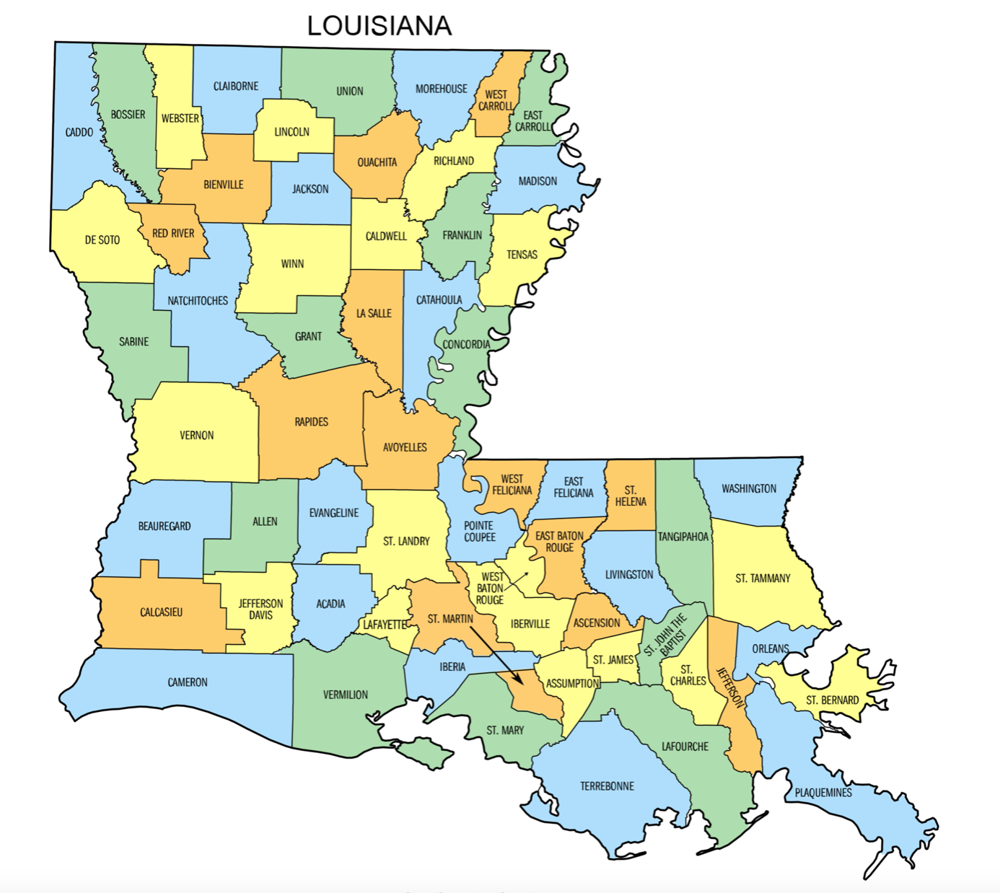 LOUISIANA
CLAIBORNE
UNION
MOREHOUSE
WEST
CARROLL
BOSSIER
WEBSTER
EAST
CARROLL
CADDO
LINCOLN
OUACHITA
RICHLAND
BIENVILLE
JACKSON
MADISON
DE SOTO
RED RIVER
CALDWELL
FRANKLIN
WINN
TENSAS
NATCHITOCHES
CATAHOULA
LA SALLE
SABINE
GRANT
CONCORDIA
VERNON
RAPIDES
AVOYELLES
WEST
FELICIANA
EAST
FELICIANA
ST.
HELENA
WASHINGTON
BEAUREGARD
ALLEN
EVANGELINE
POINTE
COUPEE
ST. LANDRY
EAST BATON
ROUGE
TANGIPAHOA
LIVINGSTON
ST. TAMMANY
WEST
BATON
ROUGE
CALCASIEU
JEFFERSON
DAVIS
ACADIA
LAFAYETTE
ST. MARTIN
IBERVILLE
ASCENSION
ST. JOHN THE
BAPTIST
ORLEANS
CAMERON
IBERIA
ST. JAMES
ST.
CHARLES
ASSUMPTION
JEFFERSON
VERMILION
ST. BERNARD
ST. MARY
LAFOURCHE
TERREBONNE
PLAQUEMINES